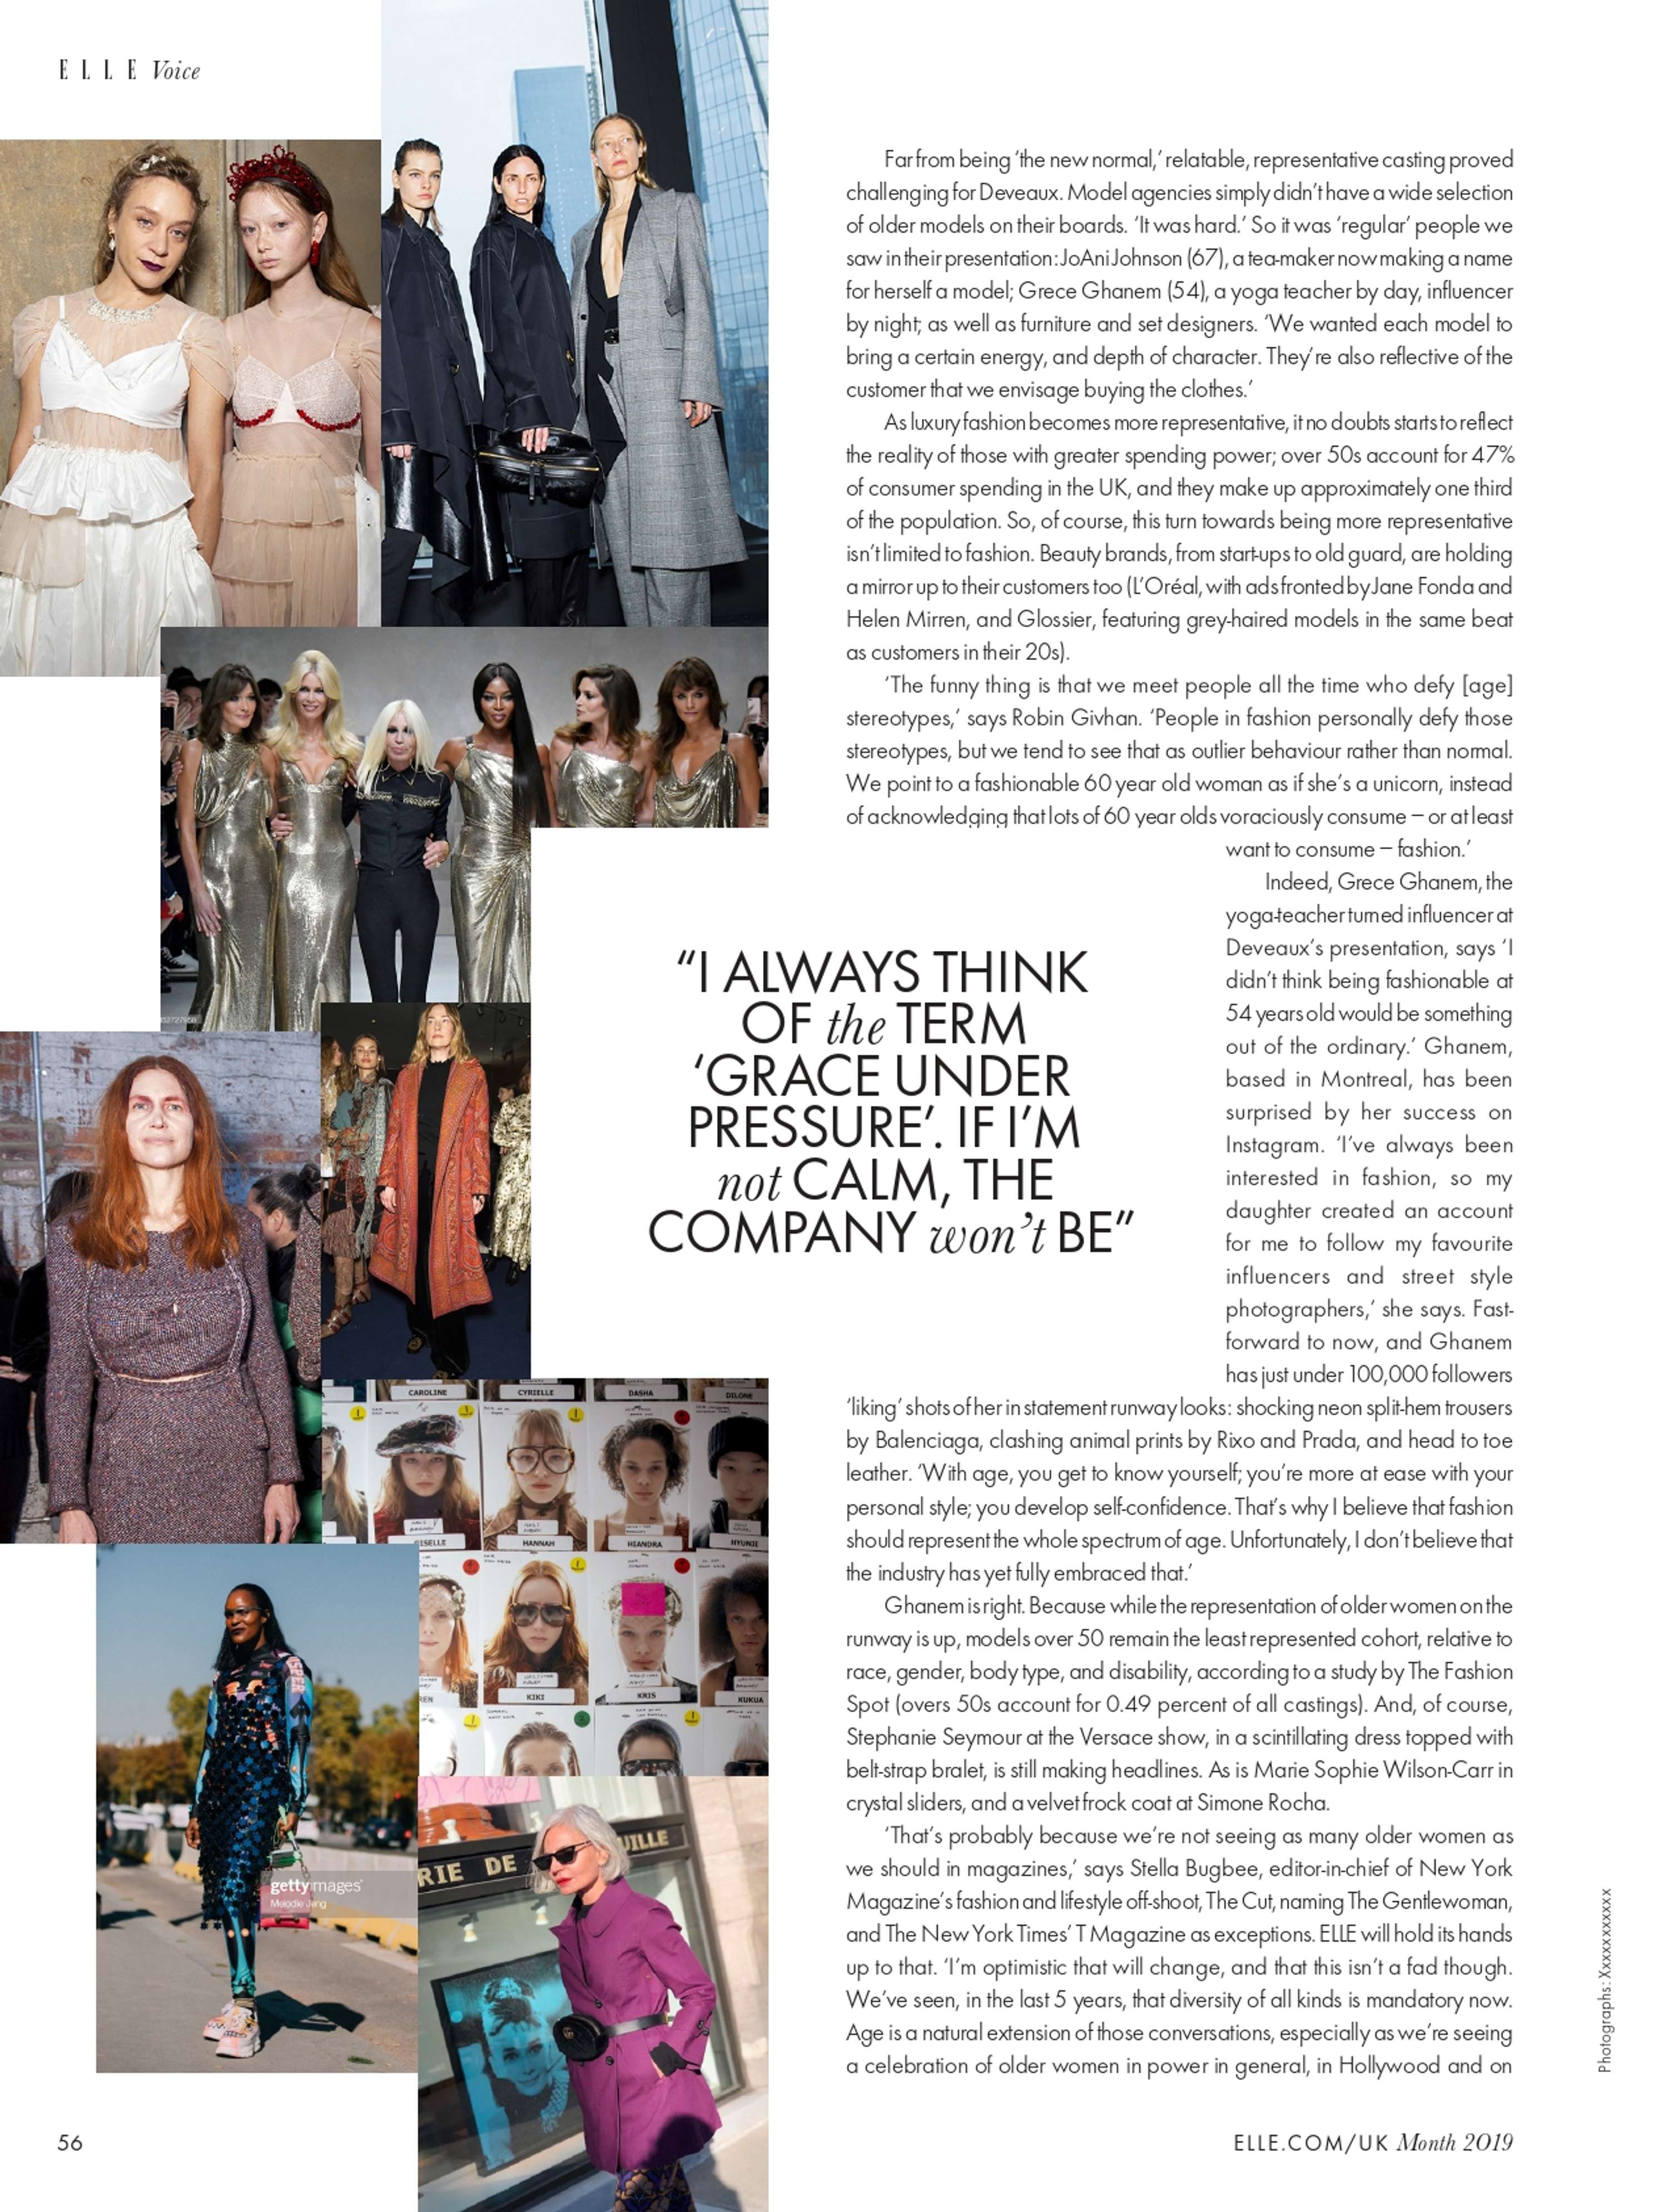 ELLE Voice
Far from being ‘the new normal,’ relatable, representative casting proved
challenging for Deveaux. Model agencies simply didn’t have a wide selection
of older models on their boards. ‘It was hard.’ So it was ‘regular’ people we
saw in their presentation: JoAni Johnson (67), a tea-maker now making a name
for herself a model; Grece Ghanem (54), a yoga teacher by day, influencer
by night; as well as furniture and set designers. ‘We wanted each model to
bring a certain energy, and depth of character. They’re also reflective of the
customer that we envisage buying the clothes.’
As luxury fashion becomes more representative, it no doubts starts to reflect
the reality of those with greater spending power; over 50s account for 47%
of consumer spending in the UK, and they make up approximately one third
of the population. So, of course, this turn towards being more representative
isn’t limited to fashion. Beauty brands, from start-ups to old guard, are holding
a mirror up to their customers too (L’Oréal, with ads fronted by Jane Fonda and
Helen Mirren, and Glossier, featuring grey-haired models in the same beat
as customers in their 20s).
‘The funny thing is that we meet people all the time who defy [age]
stereotypes,’ says Robin Givhan. ‘People in fashion personally defy those
stereotypes, but we tend to see that as outlier behaviour rather than normal.
We point to a fashionable 60 year old woman as if she’s a unicorn, instead
of acknowledging that lots of 60 year olds voraciously consume – or at least
want to consume – fashion.’
Indeed, Grece Ghanem, the
yoga-teacher turned influencer at
Deveaux’s presentation, says ‘I
didn’t think being fashionable at
54 years old would be something
out of the ordinary.’ Ghanem,
based in Montreal, has been
surprised by her success on
Instagram. ‘I’ve always been
interested in fashion, so my
daughter created an account
for me to follow my favourite
influencers and street style
photographers,’ she says. Fast-
forward to now, and Ghanem
has just under 100,000 followers
‘liking’ shots of her in statement runway looks: shocking neon split-hem trousers
by Balenciaga, clashing animal prints by Rixo and Prada, and head to toe
leather. ‘With age, you get to know yourself; you’re more at ease with your
personal style; you develop self-confidence. That’s why I believe that fashion
should represent the whole spectrum of age. Unfortunately, I don’t believe that
the industry has yet fully embraced that.’
Ghanem is right. Because while the representation of older women on the
runway is up, models over 50 remain the least represented cohort, relative to
race, gender, body type, and disability, according to a study by The Fashion
Spot (overs 50s account for 0.49 percent of all castings). And, of course,
Stephanie Seymour at the Versace show, in a scintillating dress topped with
belt-strap bralet, is still making headlines. As is Marie Sophie Wilson-Carr in
crystal sliders, and a velvet frock coat at Simone Rocha.
‘That’s probably because we’re not seeing as many older women as
we should in magazines,’ says Stella Bugbee, editor-in-chief of New York
Magazine’s fashion and lifestyle off-shoot, The Cut, naming The Gentlewoman,
and The New York Times’ T Magazine as exceptions. ELLE will hold its hands
up to that. ‘I’m optimistic that will change, and that this isn’t a fad though.
We’ve seen, in the last 5 years, that diversity of all kinds is mandatory now.
Age is a natural extension of those conversations, especially as we’re seeing
a celebration of older women in power in general, in Hollywood and on
“I ALWAYS THINK
OF the TERM
‘GRACE UNDER
PRESSURE’. IF I’M
not CALM, THE
COMPANY won’t BE”
CAROLINE CYRIELLE DASHA DILONE
GISELLE HANNAH HIANDRA HYUNJI
KIKI KRIS KUKUA
gettyimages
RIE DE
UILLE
Photographs: Xxxxxxxxxxxx
56
ELLE.COM/UK Month 2019